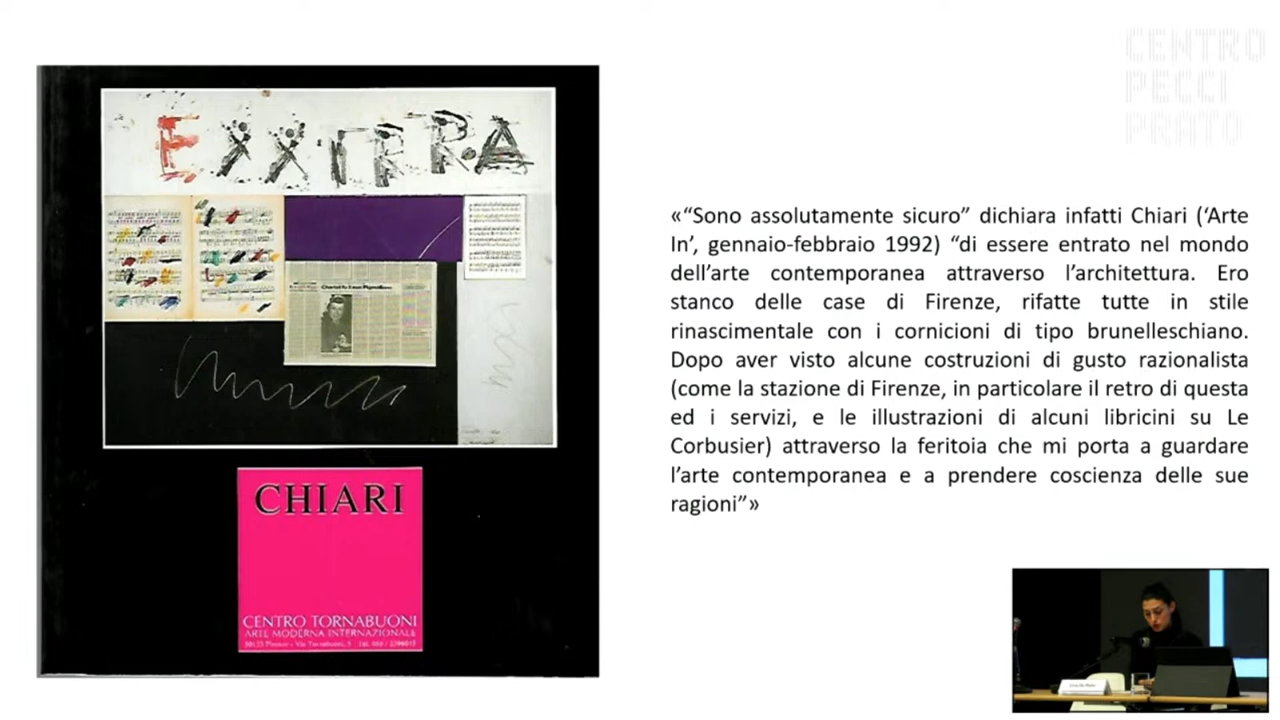 CENTRO
PECCI
PRATO
EXXTRRA
CHIARI
CENTRO TORNABUONI
ARTE MODERNA INTERNAZIONALE
«“Sono assolutamente sicuro” dichiara infatti Chiari (‘Arte
In’, gennaio-febbraio 1992) “di essere entrato nel mondo
dell’arte contemporanea attraverso l’architettura. Ero
stanco delle case di Firenze, rifatte tutte in stile
rinascimentale con i cornicioni di tipo brunelleschiano.
Dopo aver visto alcune costruzioni di gusto razionalista
(come la stazione di Firenze, in particolare il retro di questa
ed i servizi, e le illustrazioni di alcuni libricini su Le
Corbusier) attraverso la feritoia che mi porta a guardare
l’arte contemporanea e a prendere coscienza delle sue
ragioni”»